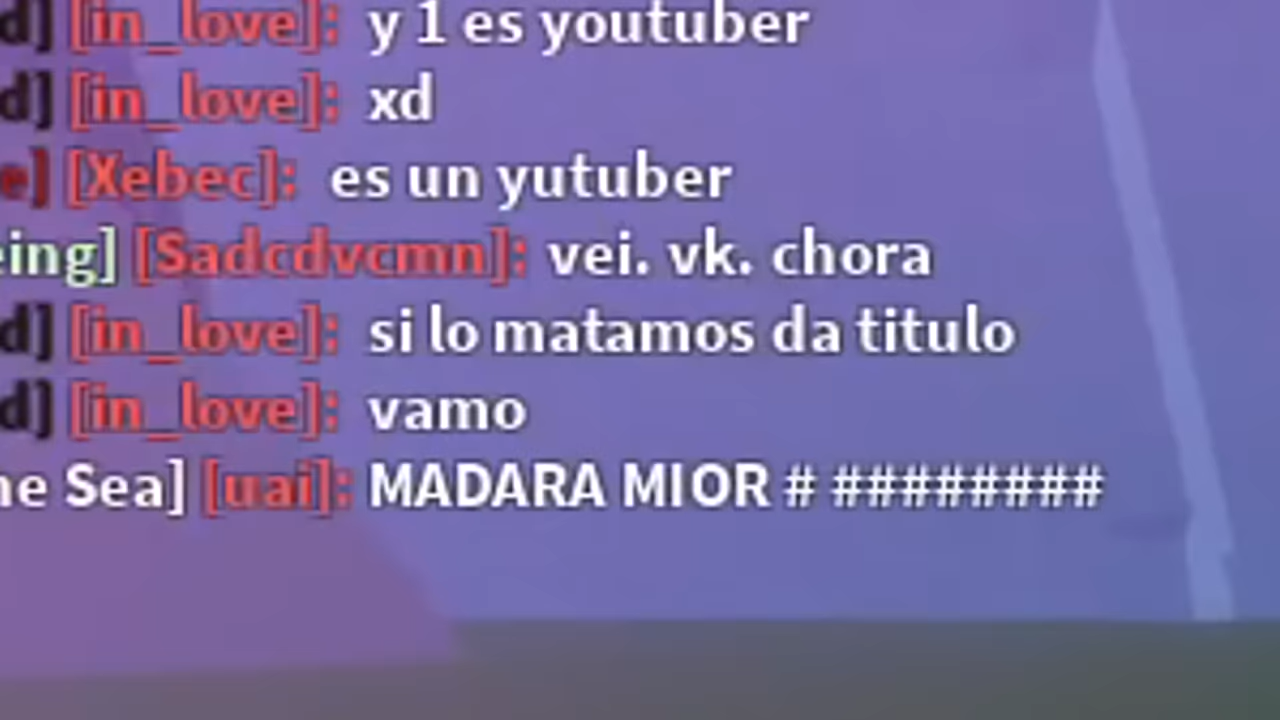 d] [in_love]: y 1 es youtuber
d] [in_love]: xd
e] [Xebec]: es un yutuber
eing] [Sadcdvcmn]: vei. vk. chora
d] [in_love]: si lo matamos da titulo
d] [in_love]: vamo
ne Sea] [uai]: MADARA MIOR # ########